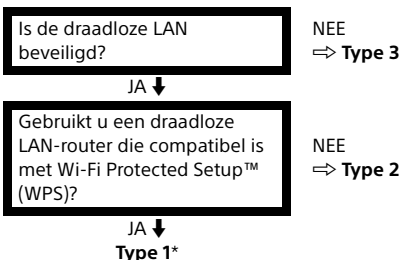 Is de draadloze LAN
beveiligd?
NEE
⇨ Type 3
JA ⬇
Gebruikt u een draadloze
LAN-router die compatibel is
met Wi-Fi Protected Setup™
(WPS)?
NEE
⇨ Type 2
JA ⬇
Type 1*